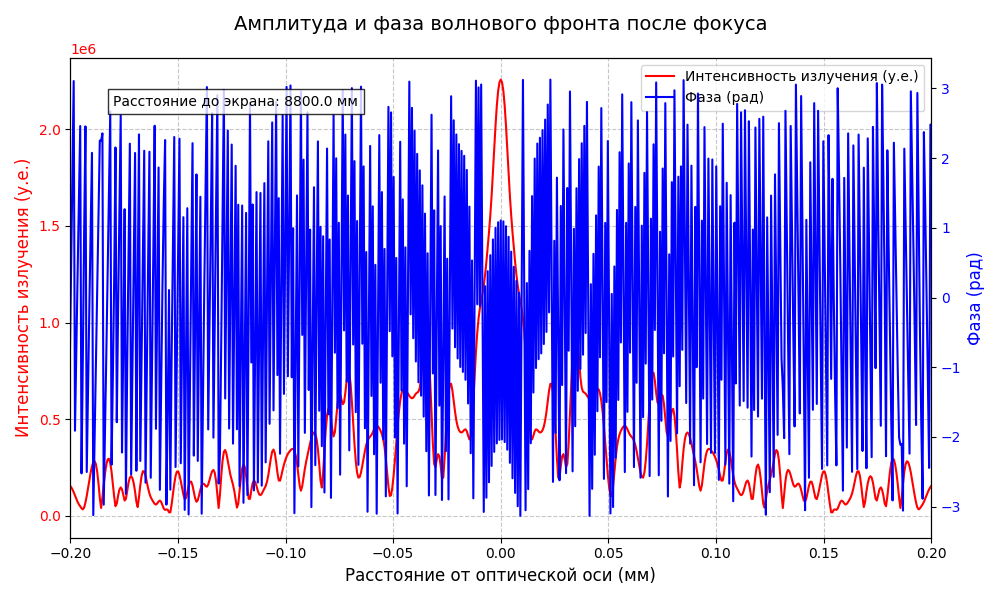 Амплитуда и фаза волнового фронта после фокуса
1e6
Интенсивность излучения (у.е.)
Фаза (рад)
Расстояние до экрана: 8800.0 мм
2.0
1.5
1.0
0.5
0.0
Интенсивность излучения (у.е.)
3
2
1
0
−1
−2
−3
Фаза (рад)
−0.20 −0.15 −0.10 −0.05 0.00 0.05 0.10 0.15 0.20
Расстояние от оптической оси (мм)